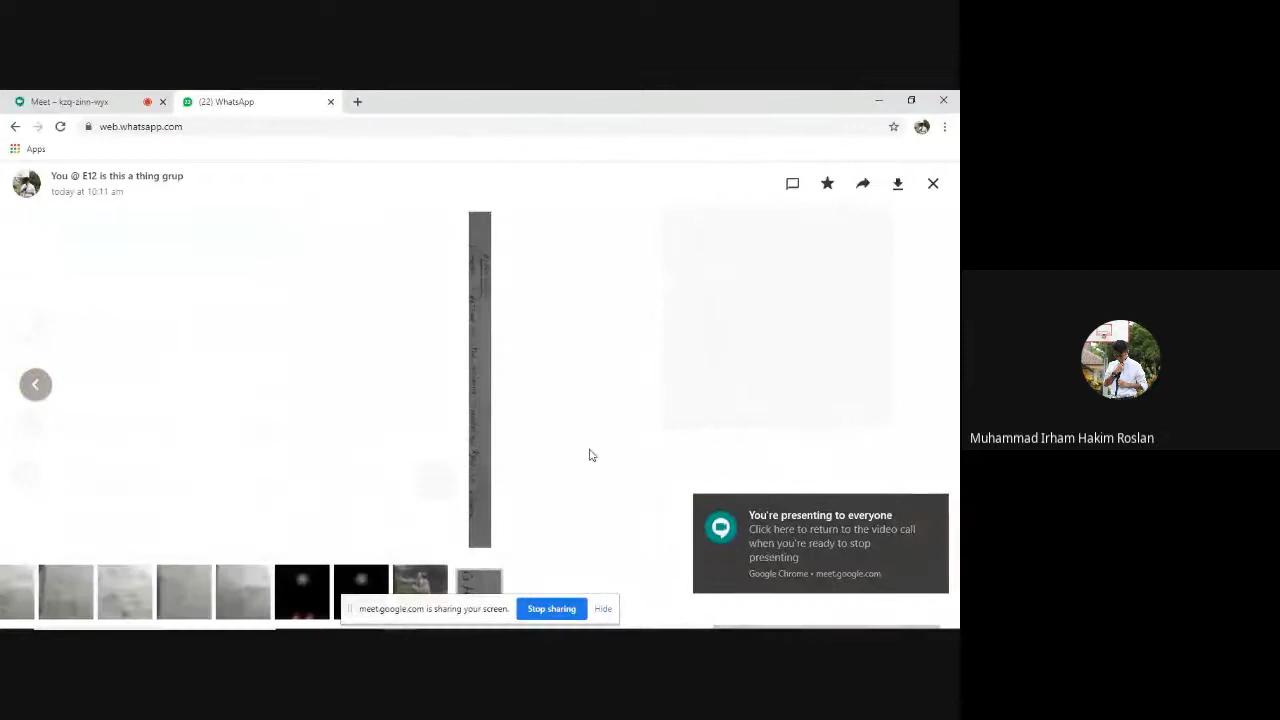 Meet – kzq-zinn-wyx
(22) WhatsApp
web.whatsapp.com
Apps
You @ E12 is this a thing grup
today at 10:11 am
You're presenting to everyone
Click here to return to the video call
when you're ready to stop
presenting
Google Chrome • meet.google.com
meet.google.com is sharing your screen.
Stop sharing
Hide
Muhammad Irham Hakim Roslan